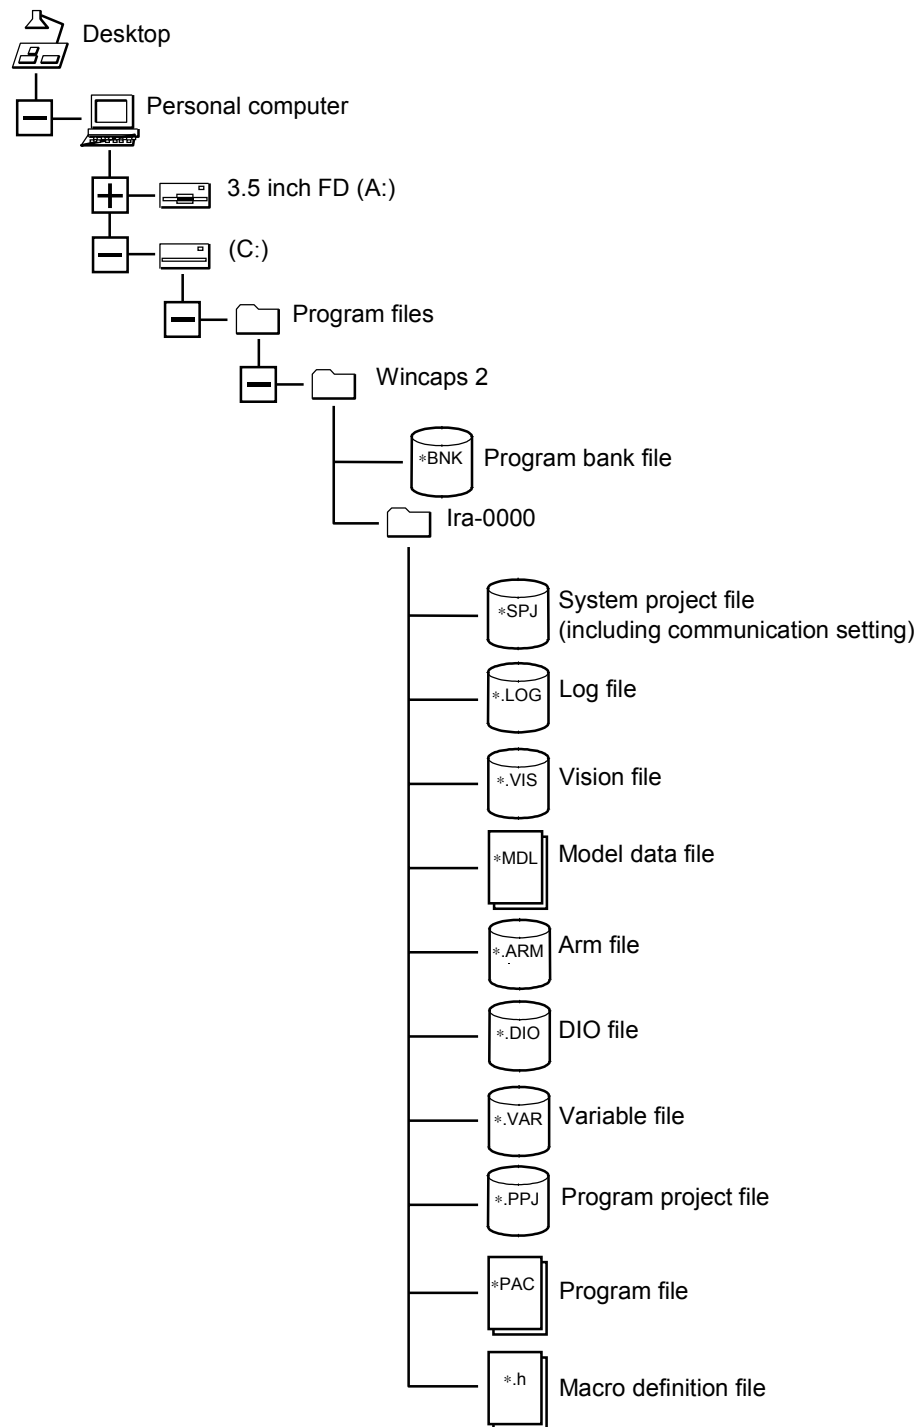 Desktop
Personal computer
3.5 inch FD (A:)
(C:)
Program files
Wincaps 2
*BNK Program bank file
Ira-0000
*SPJ System project file
(including communication setting)
*.LOG Log file
*.VIS Vision file
*MDL Model data file
*.ARM Arm file
*.DIO DIO file
*.VAR Variable file
*.PPJ Program project file
*PAC Program file
*.h Macro definition file